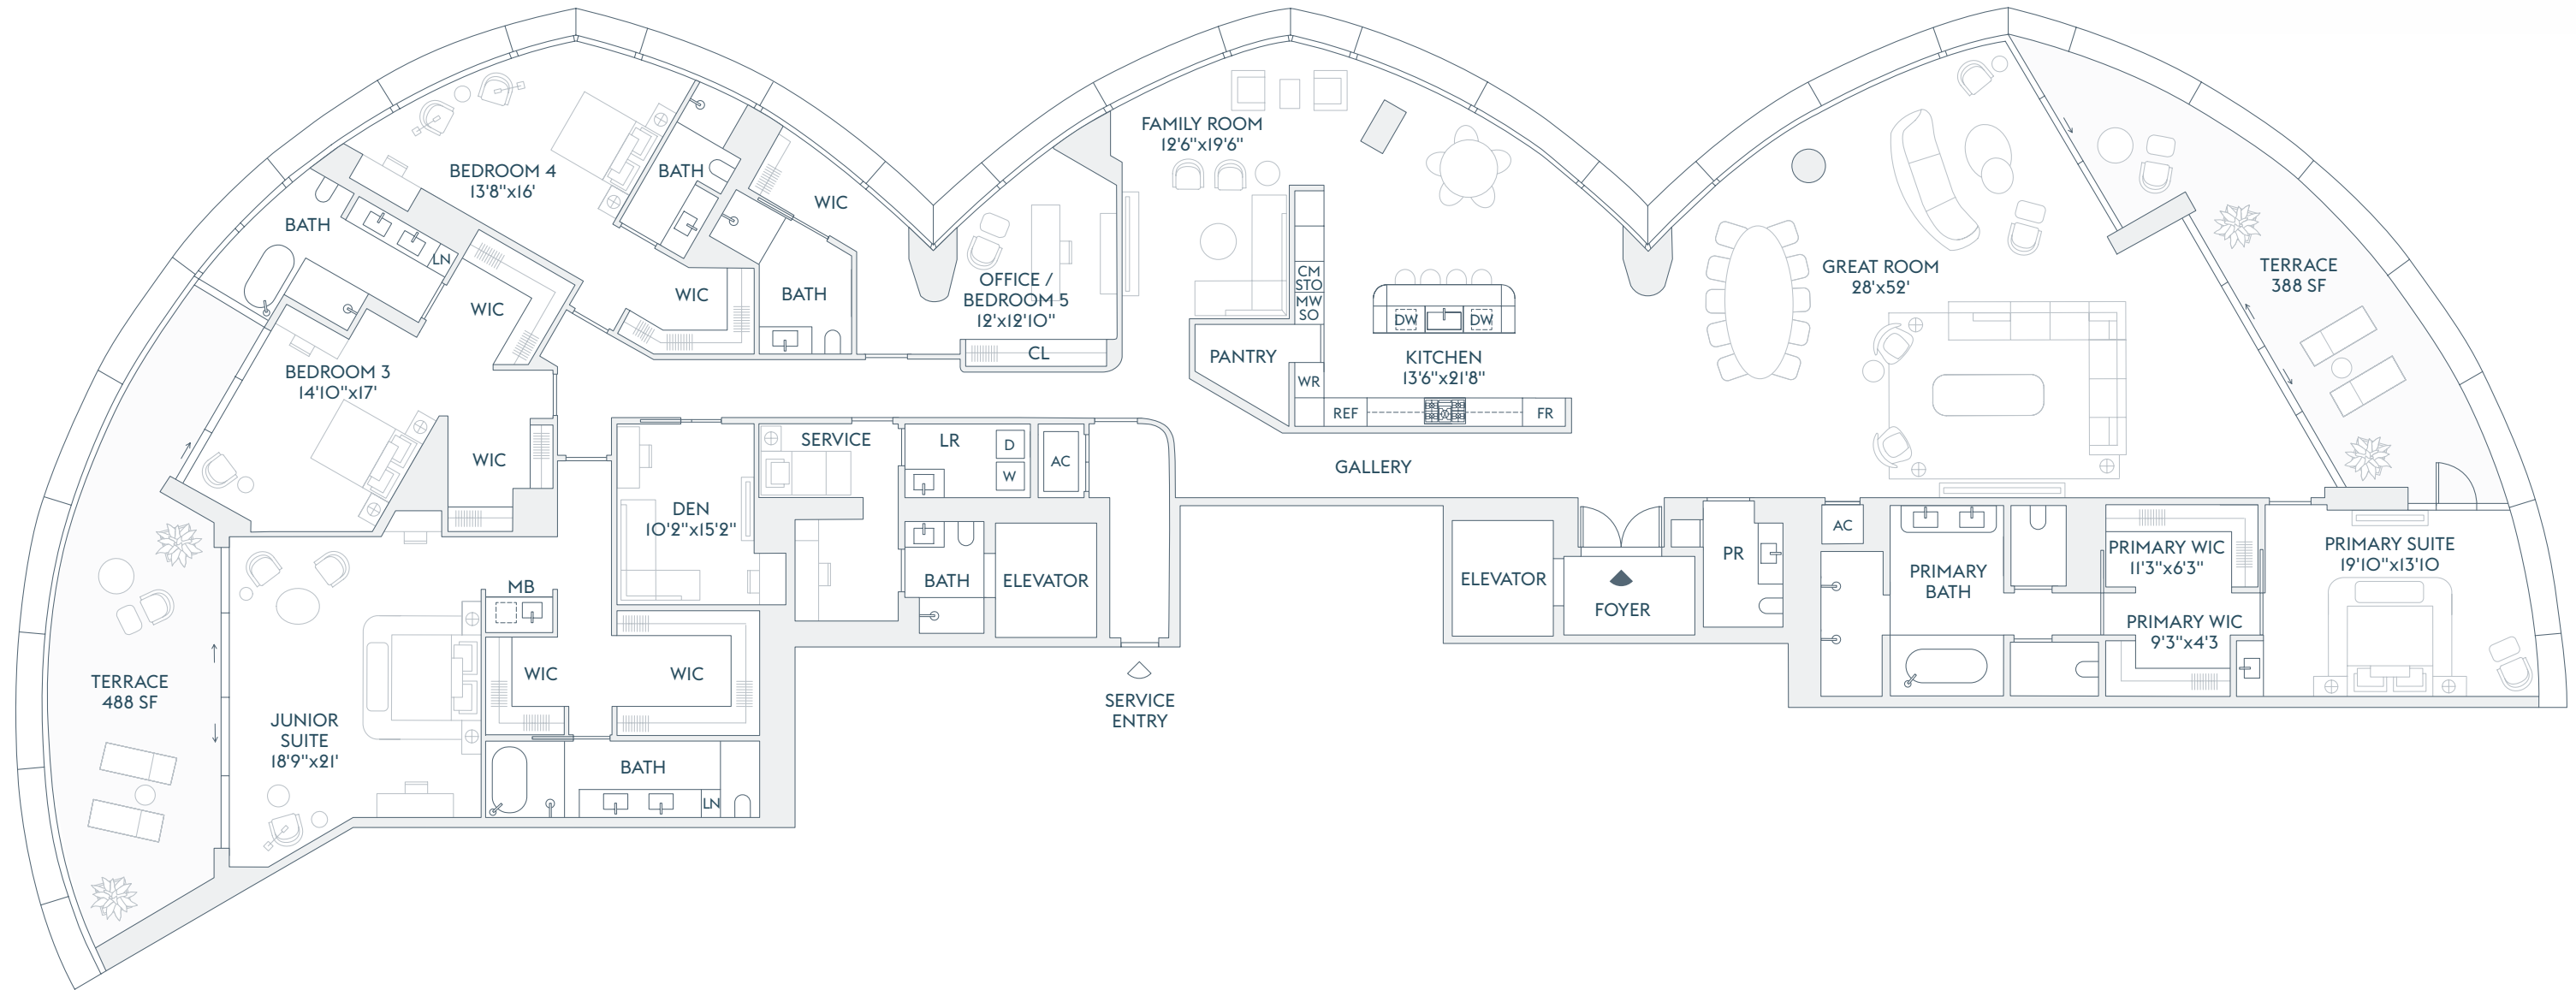 BEDROOM 4
13'8"x16'
BATH
WIC
BATH
LN
WIC
WIC
BATH
BEDROOM 3
14'10"x17'
WIC
OFFICE /
BEDROOM 5
12'x12'10"
CL
FAMILY ROOM
12'6"x19'6"
CM
STO
MW
SO
DW
DW
PANTRY
WR
KITCHEN
13'6"x21'8"
REF
FR
GREAT ROOM
28'x52'
TERRACE
388 SF
GALLERY
SERVICE
LR
D
W
AC
DEN
10'2"x15'2"
BATH
ELEVATOR
MB
WIC
WIC
TERRACE
488 SF
JUNIOR
SUITE
18'9"x21'
BATH
LN
SERVICE
ENTRY
ELEVATOR
FOYER
PR
AC
PRIMARY
BATH
PRIMARY WIC
11'3"x6'3"
PRIMARY WIC
9'3"x4'3
PRIMARY SUITE
19'10"x13'10